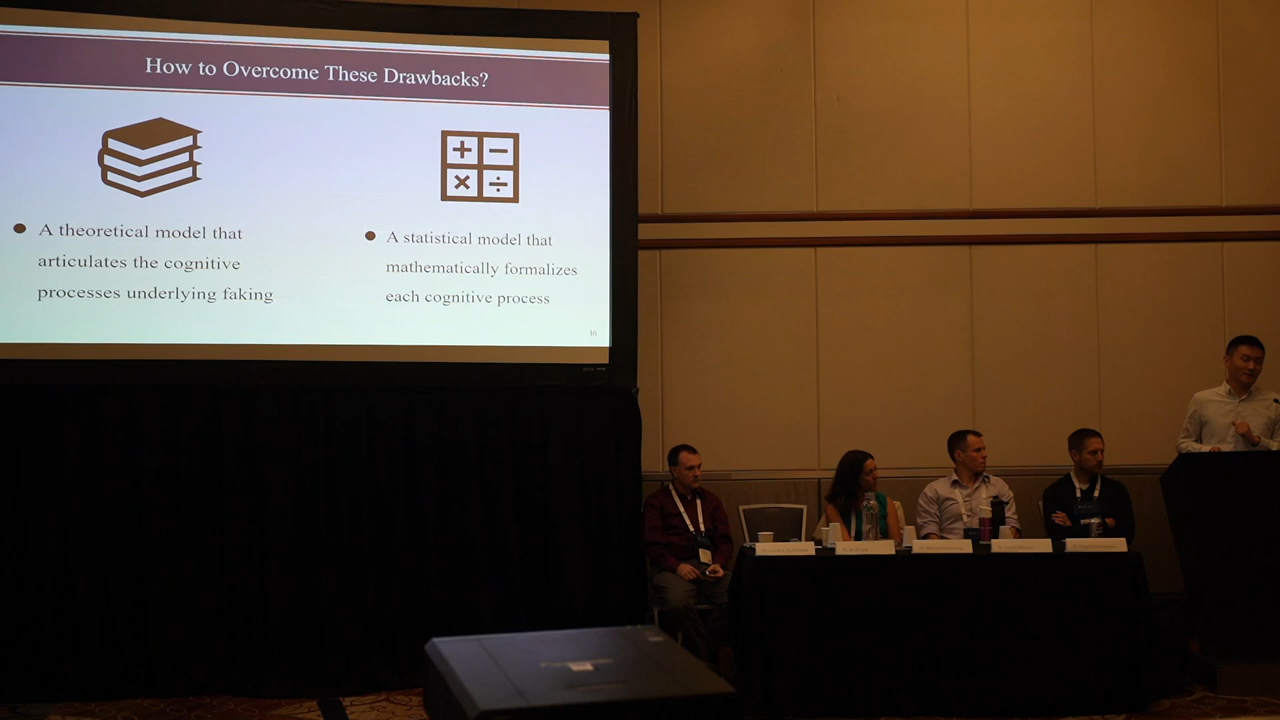 How to Overcome These Drawbacks?
A theoretical model that
articulates the cognitive
processes underlying faking
A statistical model that
mathematically formalizes
each cognitive process